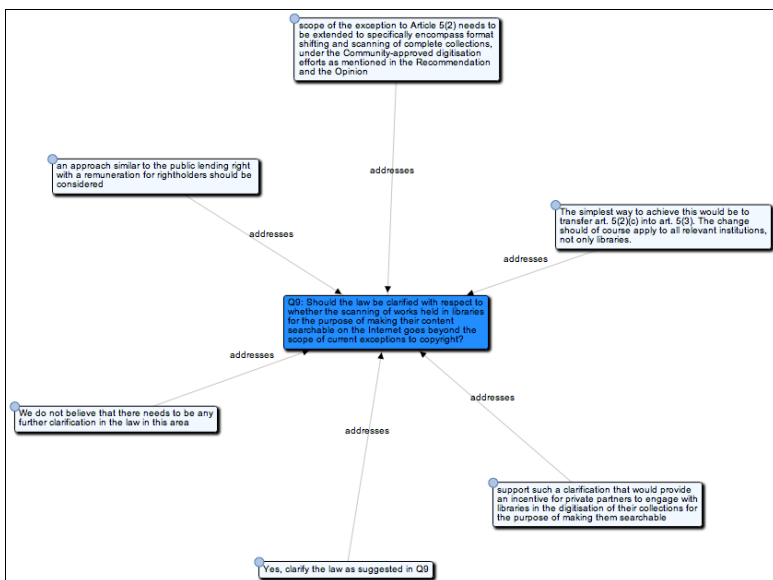 scope of the exception to Article 5(2) needs to
be extended to specifically encompass format
shifting and scanning of complete collections,
under the Community-approved digitisation
efforts as mentioned in the Recommendation
and the Opinion
addresses
an approach similar to the public lending right
with a remuneration for rightholders should be
considered
addresses
The simplest way to achieve this would be to
transfer art. 5(2)(c) into art. 5(3). The change
should of course apply to all relevant institutions,
not only libraries.
addresses
Q9: Should the law be clarified with respect to
whether the scanning of works held in libraries
for the purpose of making their content
searchable on the Internet goes beyond the
scope of current exceptions to copyright?
addresses
We do not believe that there needs to be any
further clarification in the law in this area
addresses
addresses
support such a clarification that would provide
an incentive for private partners to engage with
libraries in the digitisation of their collections for
the purpose of making them searchable
Yes, clarify the law as suggested in Q9